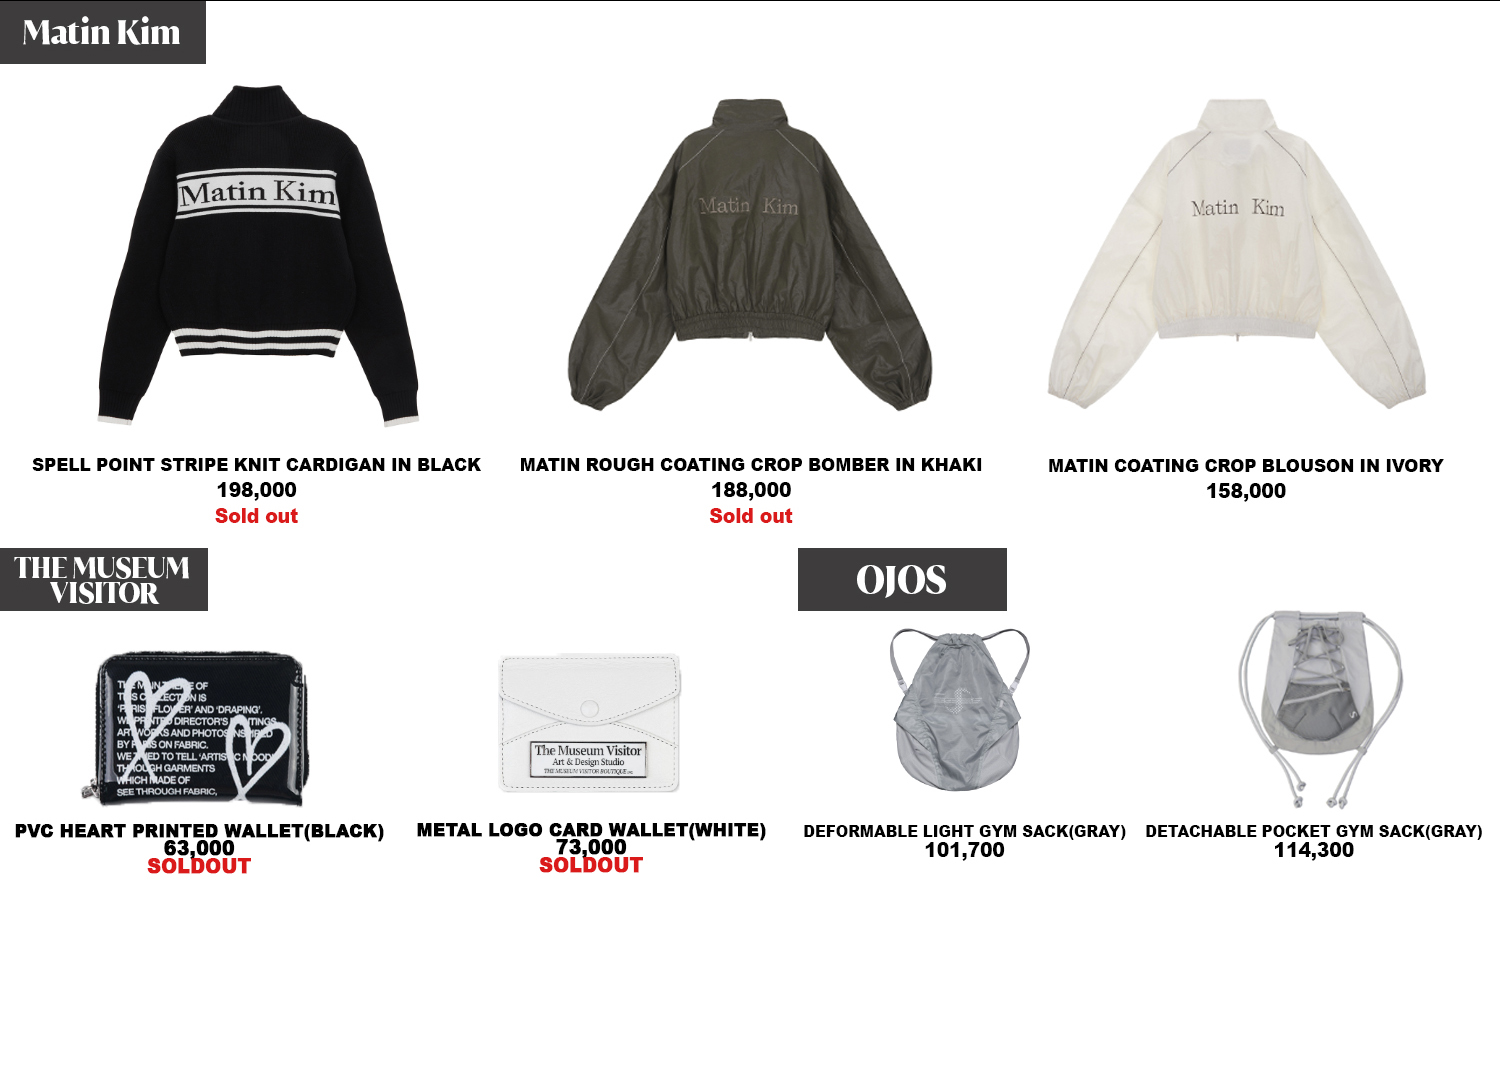 Matin Kim
Matin Kim
Matin Kim
Matin Kim
SPELL POINT STRIPE KNIT CARDIGAN IN BLACK
198,000
Sold out
MATIN ROUGH COATING CROP BOMBER IN KHAKI
188,000
Sold out
MATIN COATING CROP BLOUSON IN IVORY
158,000
THE MUSEUM
VISITOR
OJOS
THE MAIN THEME OF
THIS COLLECTION IS
'PARIS', 'FLOWER' AND 'DRAPING'.
WE PRINTED DIRECTOR'S PAINTINGS,
ARTWORKS AND PHOTOS INSPIRED
BY PARIS ON FABRIC.
WE TRIED TO TELL 'ARTISTIC MOOD'
THROUGH GARMENTS
WHICH MADE OF
SEE THROUGH FABRIC,
The Museum Visitor
Art & Design Studio
THE MUSEUM VISITOR BOUTIQUE
PVC HEART PRINTED WALLET(BLACK)
63,000
SOLDOUT
METAL LOGO CARD WALLET(WHITE)
73,000
SOLDOUT
DEFORMABLE LIGHT GYM SACK(GRAY)
101,700
DETACHABLE POCKET GYM SACK(GRAY)
114,300